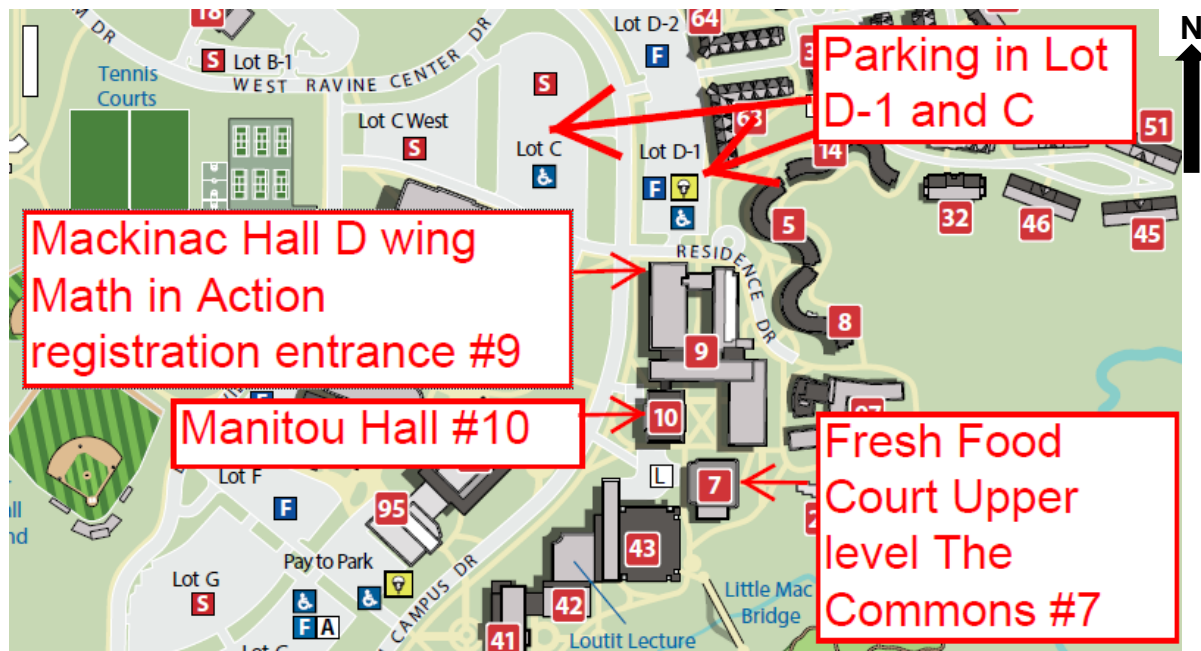 18
M DR
Lot B-1
WEST RAVINE CENTER DR
Lot D-2
64
F
N
S
Tennis
Courts
S
Lot C West
S
Lot C
Lot D-1
F
63
Parking in Lot
D-1 and C
14
51
32
46
45
5
8
RESIDENCE DR
Mackinac Hall D wing
Math in Action
registration entrance #9
9
Manitou Hall #10
10
97
Fresh Food
Court Upper
level The
Commons #7
7
L
Lot F
F
95
43
Pay to Park
Lot G
S
F A
CAMPUS DR
42
41
Loutit Lecture
Little Mac
Bridge